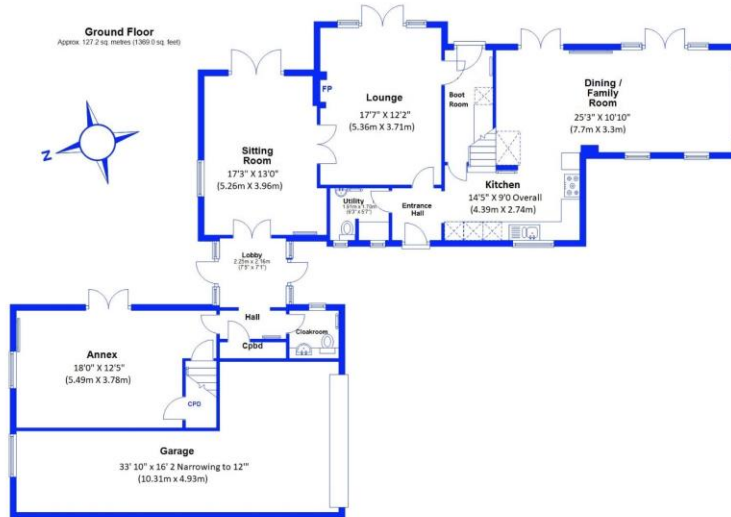 Ground Floor
Approx. 127.2 sq. metres (1369.0 sq. feet)
N
FP
Lounge
17'7" X 12'2"
(5.36m X 3.71m)
Boot
Room
Dining /
Family
Room
25'3" X 10'10"
(7.7m X 3.3m)
Sitting
Room
17'3" X 13'0"
(5.26m X 3.96m)
Utility
Entrance
Hall
Kitchen
14'5" X 9'0 Overall
(4.39m X 2.74m)
Lobby
2.25m x 2.16m
(7'5" x 7'1")
Hall
Cloakroom
Cpbd
Annex
18'0" X 12'5"
(5.49m X 3.78m)
CPD
Garage
33' 10" x 16' 2 Narrowing to 12'"
(10.31m x 4.93m)